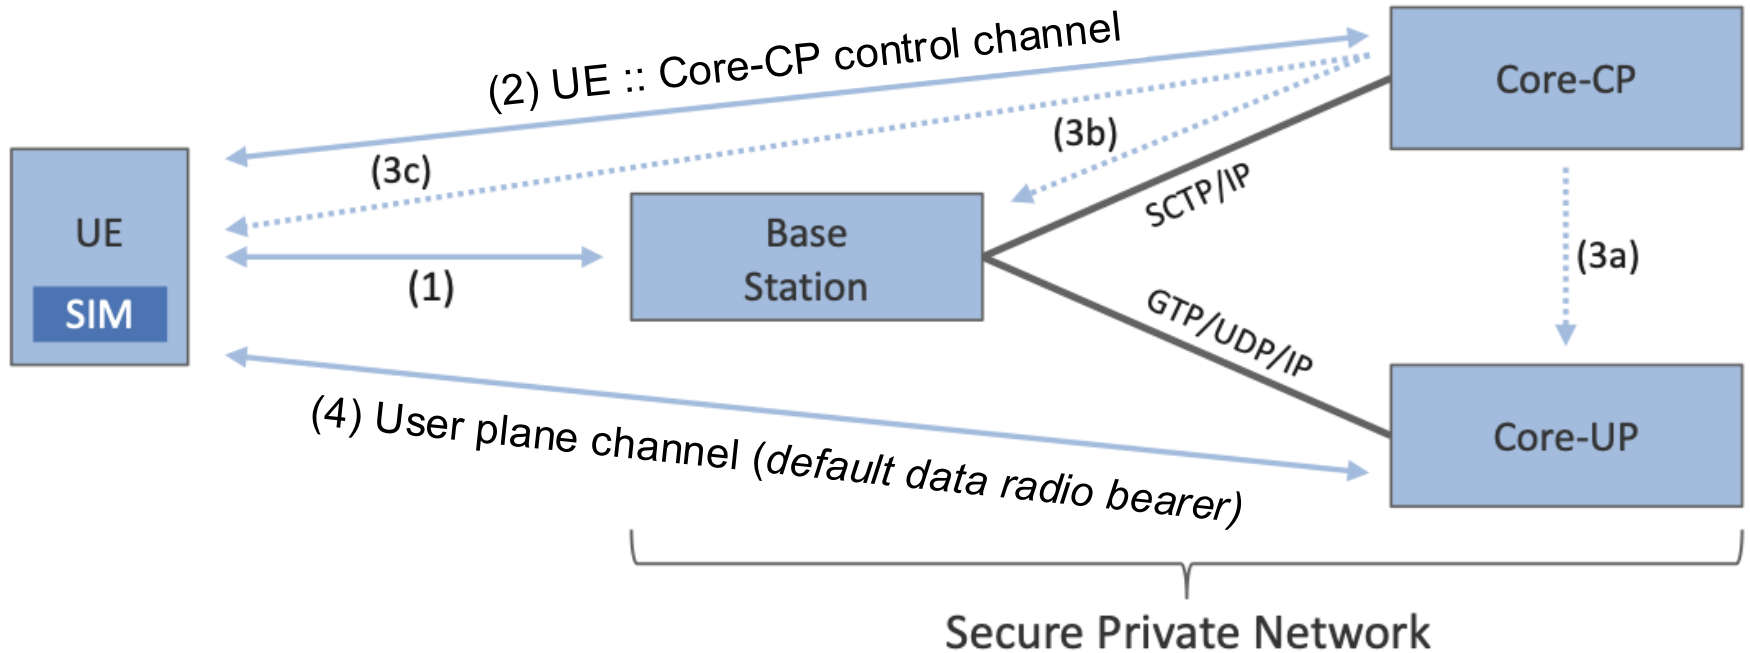 (2) UE :: Core-CP control channel
Core-CP
(3b)
(3c)
SCTP/IP
UE
Base
Station
(3a)
(1)
SIM
GTP/UDP/IP
(4) User plane channel (default data radio bearer)
Core-UP
Secure Private Network